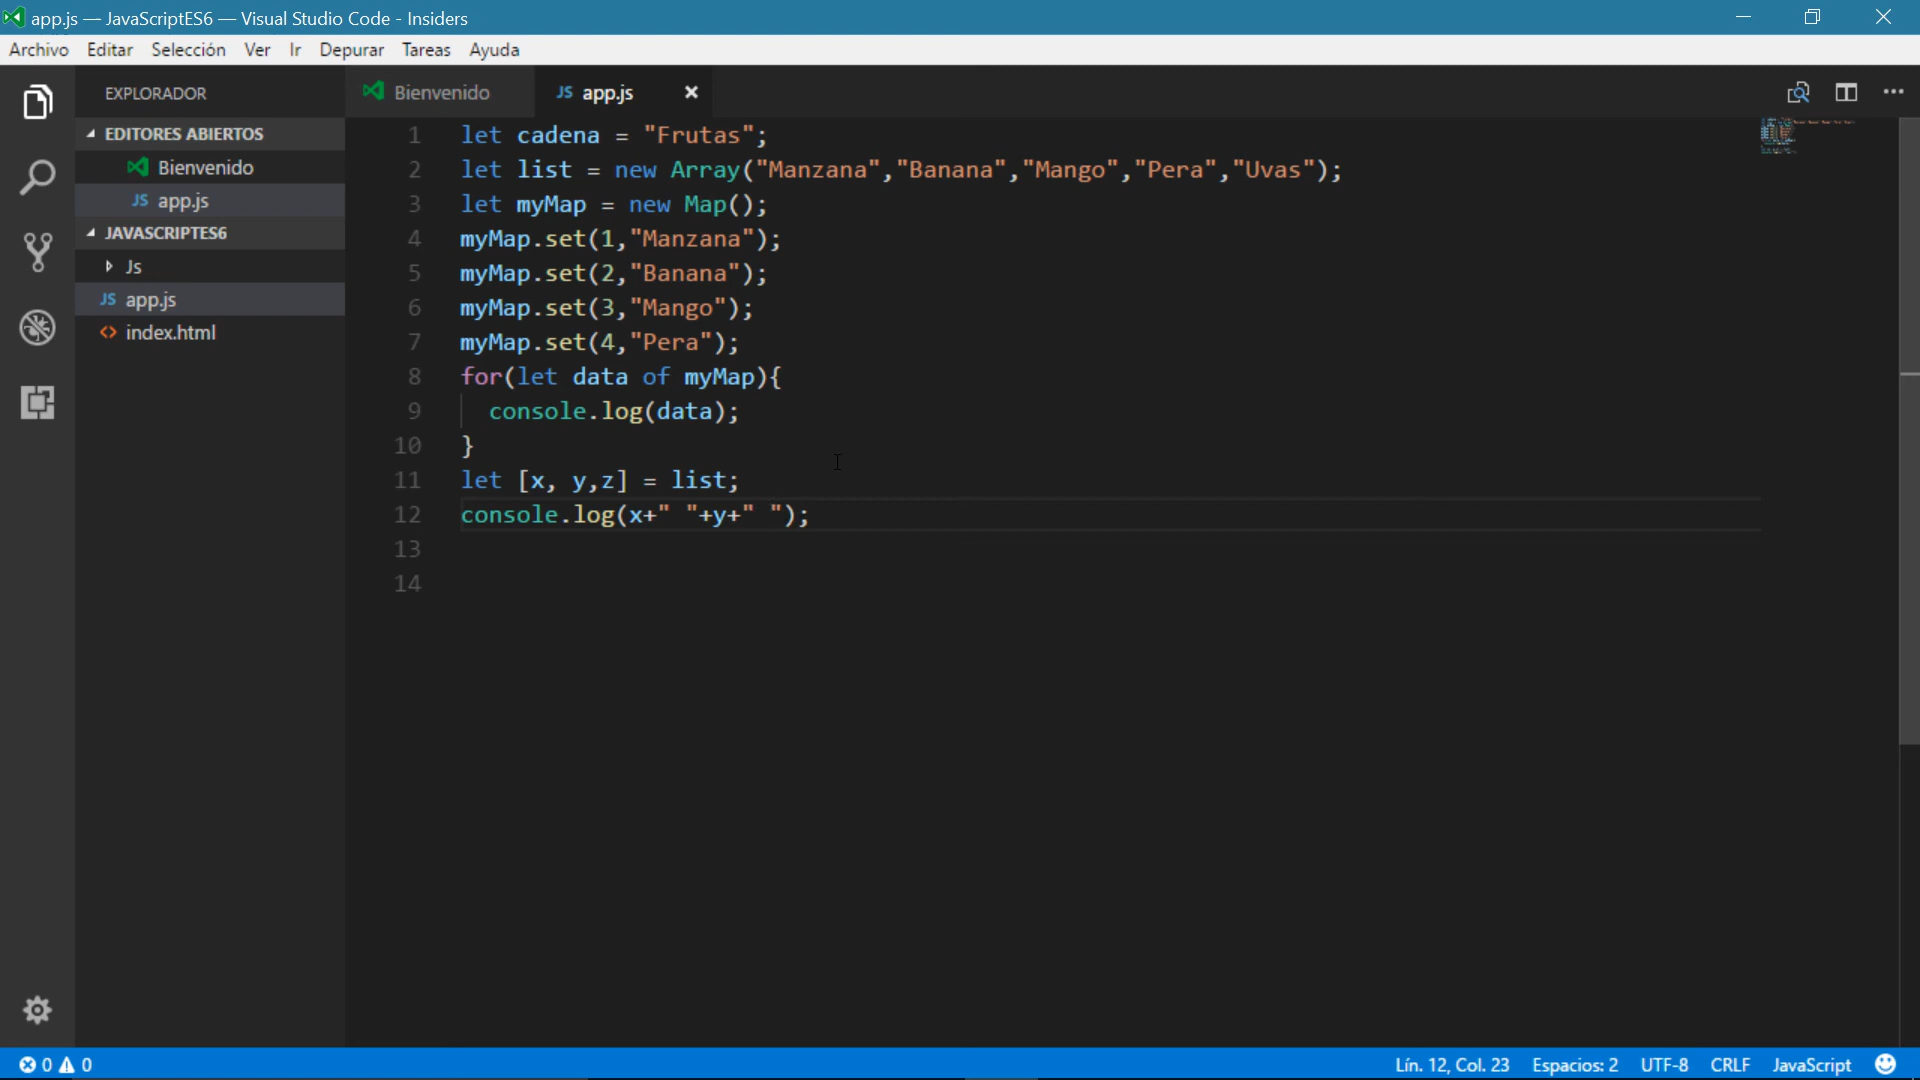 app.js — JavaScriptES6 — Visual Studio Code - Insiders
Archivo Editar Selección Ver Ir Depurar Tareas Ayuda
EXPLORADOR
EDITORES ABIERTOS
Bienvenido
JS app.js
JAVASCRIPTES6
Js
JS app.js
<> index.html
Bienvenido
JS app.js
1 let cadena = "Frutas";
2 let list = new Array("Manzana","Banana","Mango","Pera","Uvas");
3 let myMap = new Map();
4 myMap.set(1,"Manzana");
5 myMap.set(2,"Banana");
6 myMap.set(3,"Mango");
7 myMap.set(4,"Pera");
8 for(let data of myMap){
9 console.log(data);
10 }
11 let [x, y,z] = list;
12 console.log(x+" "+y+" ");
13
14
0 0
Lín. 12, Col. 23 Espacios: 2 UTF-8 CRLF JavaScript